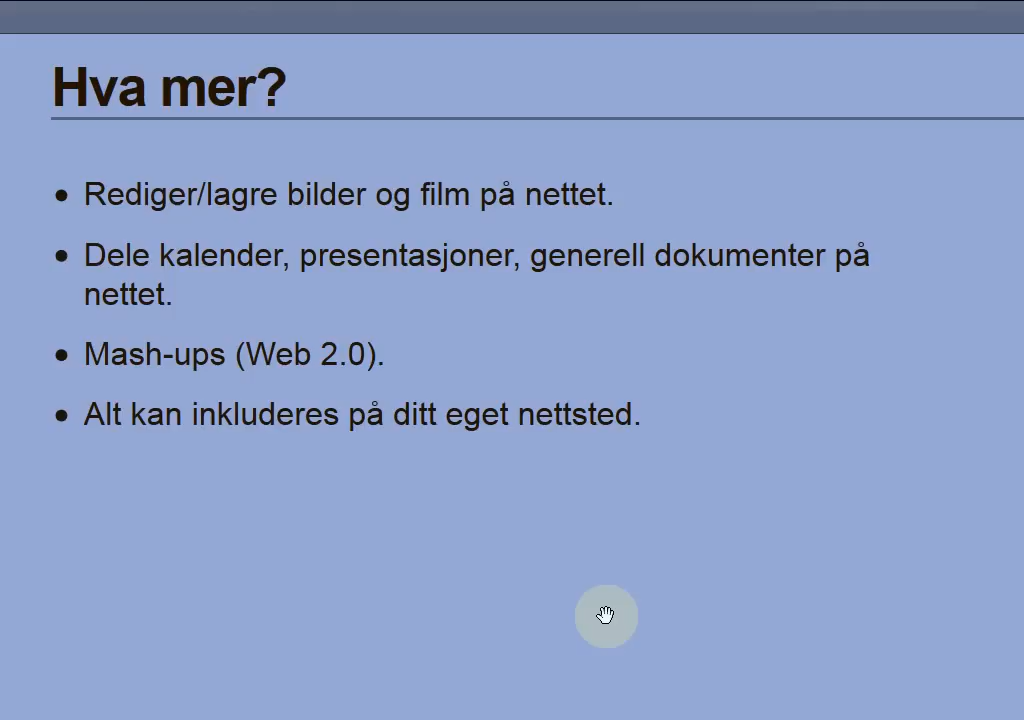 Hva mer?
• Rediger/lagre bilder og film på nettet.
• Dele kalender, presentasjoner, generell dokumenter på
nettet.
• Mash-ups (Web 2.0).
• Alt kan inkluderes på ditt eget nettsted.